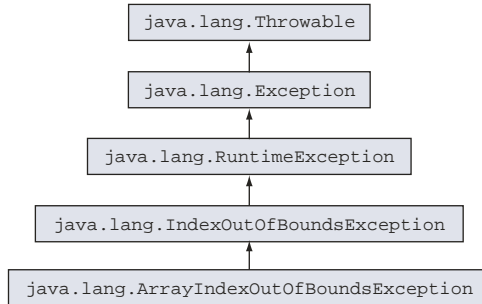 java.lang.Throwable
java.lang.Exception
java.lang.RuntimeException
java.lang.IndexOutOfBoundsException
java.lang.ArrayIndexOutOfBoundsException